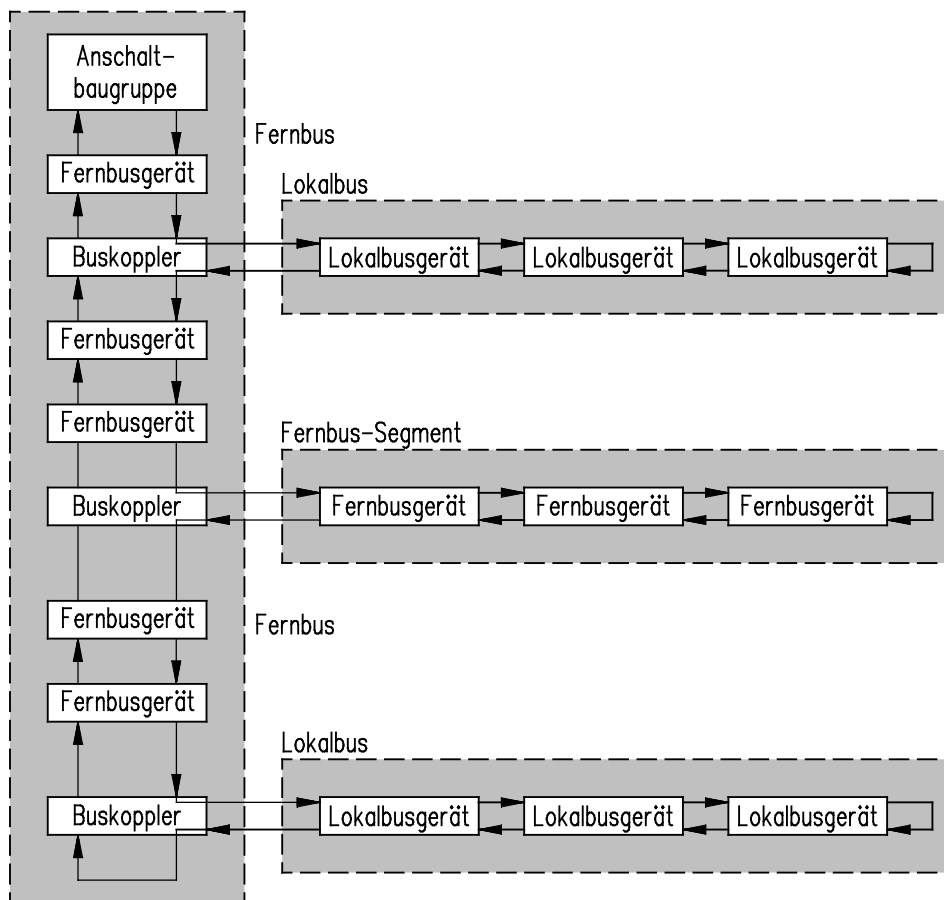 Anschalt-
baugruppe
Fernbus
Fernbusgerät
Lokalbus
Buskoppler
Lokalbusgerät
Lokalbusgerät
Lokalbusgerät
Fernbusgerät
Fernbusgerät
Fernbus-Segment
Buskoppler
Fernbusgerät
Fernbusgerät
Fernbusgerät
Fernbusgerät
Fernbus
Fernbusgerät
Lokalbus
Buskoppler
Lokalbusgerät
Lokalbusgerät
Lokalbusgerät